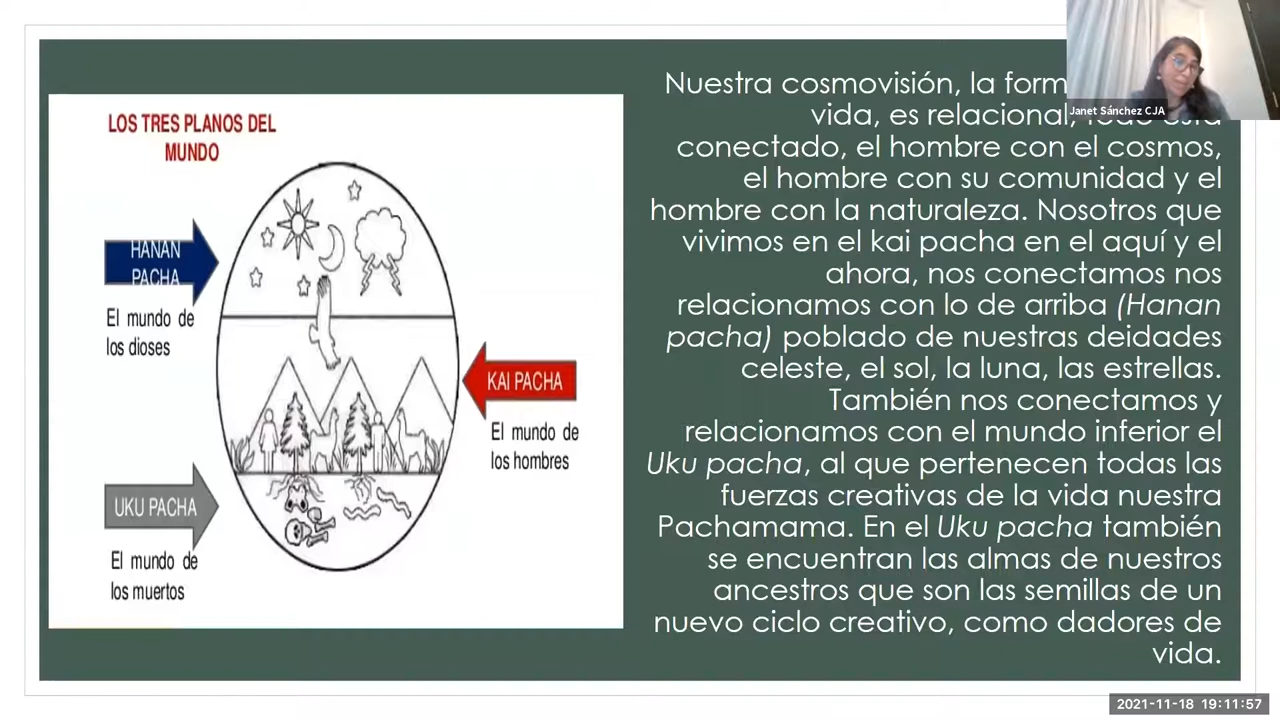 LOS TRES PLANOS DEL
MUNDO
HANAN
PACHA
El mundo de
los dioses
KAI PACHA
El mundo de
los hombres
UKU PACHA
El mundo de
los muertos
Nuestra cosmovisión, la
vida, es relacional,
conectado, el hombre con el cosmos,
el hombre con su comunidad y el
hombre con la naturaleza. Nosotros que
vivimos en el kai pacha en el aquí y el
ahora, nos conectamos nos
relacionamos con lo de arriba (Hanan
pacha) poblado de nuestras deidades
celeste, el sol, la luna, las estrellas.
También nos conectamos y
relacionamos con el mundo inferior el
Uku pacha, al que pertenecen todas las
fuerzas creativas de la vida nuestra
Pachamama. En el Uku pacha también
se encuentran las almas de nuestros
ancestros que son las semillas de un
nuevo ciclo creativo, como dadores de
vida.
Janet Sánchez CJA
2021-11-18 19:11:57